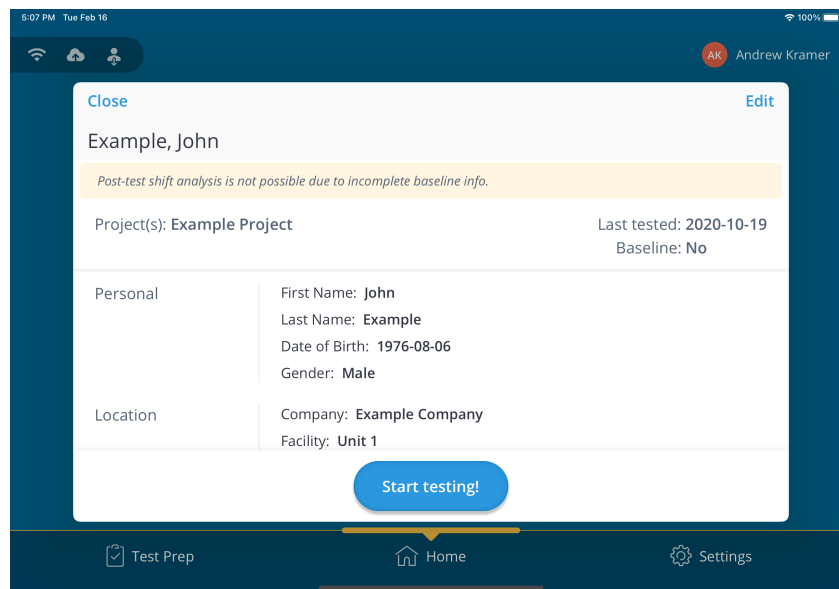 5:07 PM Tue Feb 16
100%
AK Andrew Kramer
Close
Edit
Example, John
Post-test shift analysis is not possible due to incomplete baseline info.
Project(s): Example Project
Last tested: 2020-10-19
Baseline: No
Personal
First Name: John
Last Name: Example
Date of Birth: 1976-08-06
Gender: Male
Location
Company: Example Company
Facility: Unit 1
Start testing!
Test Prep
Home
Settings